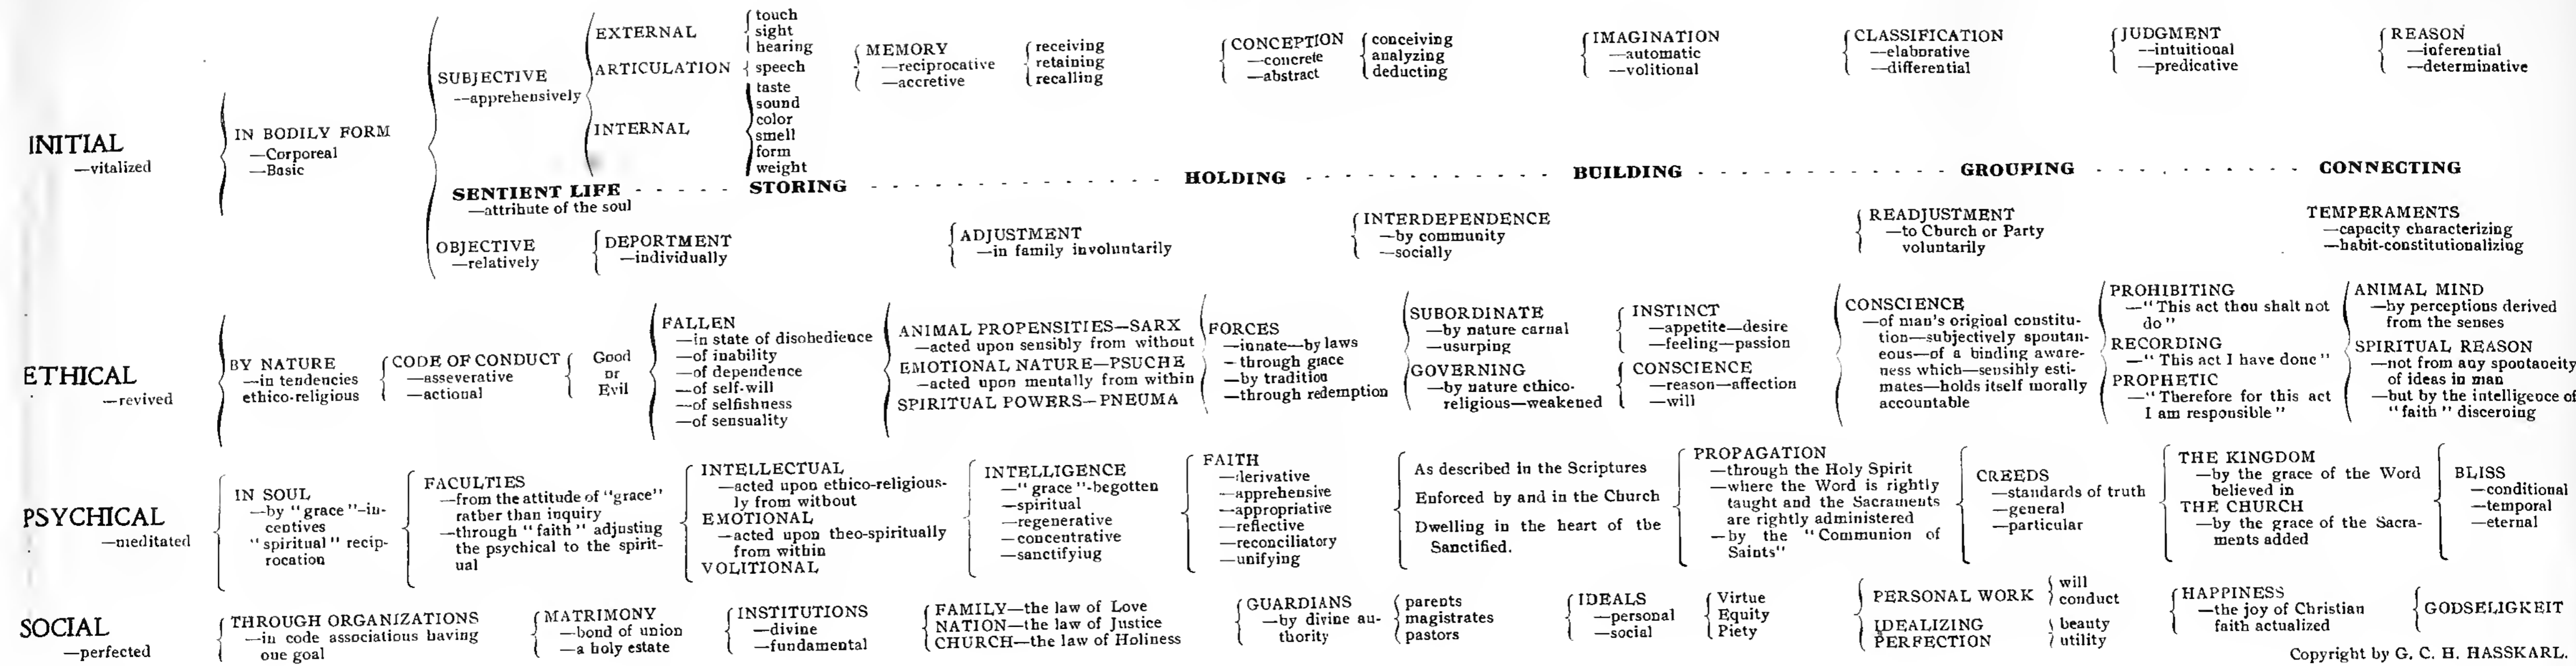 INITIAL
—vitalized
IN BODILY FORM
—Corporeal
—Basic
SUBJECTIVE
—apprehensively
EXTERNAL
touch
sight
hearing
ARTICULATION
speech
INTERNAL
taste
sound
color
smell
form
weight
MEMORY
—reciprocative
—accretive
receiving
retaining
recalling
CONCEPTION
—concrete
—abstract
conceiving
analyzing
deducting
IMAGINATION
—automatic
—volitional
CLASSIFICATION
—elaborative
—differential
JUDGMENT
—intuitional
—predicative
REASON
—inferential
—determinative
SENTIENT LIFE - - - - - STORING - - - - - HOLDING - - - - - BUILDING - - - - - GROUPING - - - - - CONNECTING
—attribute of the soul
OBJECTIVE
—relatively
DEPORTMENT
—individually
ADJUSTMENT
—in family involuntarily
INTERDEPENDENCE
—by community
—socially
READJUSTMENT
—to Church or Party
voluntarily
TEMPERAMENTS
—capacity characterizing
—habit-constitutionalizing
ETHICAL
—revived
BY NATURE
—in tendencies
ethico-religious
CODE OF CONDUCT
—asseverative
—actional
Good
or
Evil
FALLEN
—in state of disobedience
—of inability
—of dependence
—of self-will
—of selfishness
—of sensuality
ANIMAL PROPENSITIES—SARX
—acted upon sensibly from without
EMOTIONAL NATURE—PSUCHE
—acted upon mentally from within
SPIRITUAL POWERS—PNEUMA
FORCES
—innate—by laws
—through grace
—by tradition
—through redemption
SUBORDINATE
—by nature carnal
—usurping
GOVERNING
—by nature ethico-
religious—weakened
INSTINCT
—appetite—desire
—feeling—passion
CONSCIENCE
—reason—affection
—will
CONSCIENCE
—of man's original constitu-
tion—subjectively spontan-
eous—of a binding aware-
ness which—sensibly esti-
mates—holds itself morally
accountable
PROHIBITING
—"This act thou shalt not
do"
RECORDING
—"This act I have done"
PROPHETIC
—"Therefore for this act
I am responsible"
ANIMAL MIND
—by perceptions derived
from the senses
SPIRITUAL REASON
—not from any spontaneity
of ideas in man
—but by the intelligence of
"faith" discerning
PSYCHICAL
—meditated
IN SOUL
—by "grace"-in-
centives
"spiritual" recip-
rocation
FACULTIES
—from the attitude of "grace"
rather than inquiry
—through "faith" adjusting
the psychical to the spirit-
ual
INTELLECTUAL
—acted upon ethico-religious-
ly from without
EMOTIONAL
—acted upon theo-spiritually
from within
VOLITIONAL
INTELLIGENCE
—"grace"-begotten
—spiritual
—regenerative
—concentrative
—sanctifying
FAITH
—derivative
—apprehensive
—appropriative
—reflective
—reconciliatory
—unifying
As described in the Scriptures
Enforced by and in the Church
Dwelling in the heart of the
Sanctified.
PROPAGATION
—through the Holy Spirit
—where the Word is rightly
taught and the Sacraments
are rightly administered
—by the "Communion of
Saints"
CREEDS
—standards of truth
—general
—particular
THE KINGDOM
—by the grace of the Word
believed in
THE CHURCH
—by the grace of the Sacra-
ments added
BLISS
—conditional
—temporal
—eternal
SOCIAL
—perfected
THROUGH ORGANIZATIONS
—in code associations having
one goal
MATRIMONY
—bond of union
—a holy estate
INSTITUTIONS
—divine
—fundamental
FAMILY—the law of Love
NATION—the law of Justice
CHURCH—the law of Holiness
GUARDIANS
—by divine au-
thority
parents
magistrates
pastors
IDEALS
—personal
—social
Virtue
Equity
Piety
PERSONAL WORK
will
conduct
IDEALIZING
PERFECTION
beauty
utility
HAPPINESS
—the joy of Christian
faith actualized
GODSELIGKEIT
Copyright by G. C. H. HASSKARL.